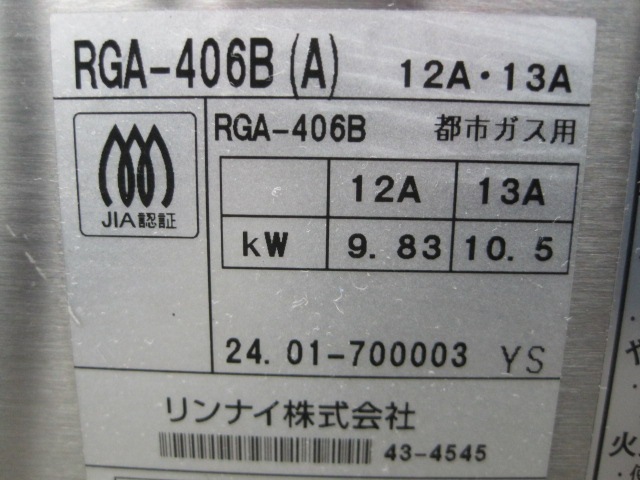 RGA-406B(A) 12A・13A
JIA認証
RGA-406B 都市ガス用
12A 13A
kW 9.83 10.5
24.01-700003 YS
リンナイ株式会社
43-4545